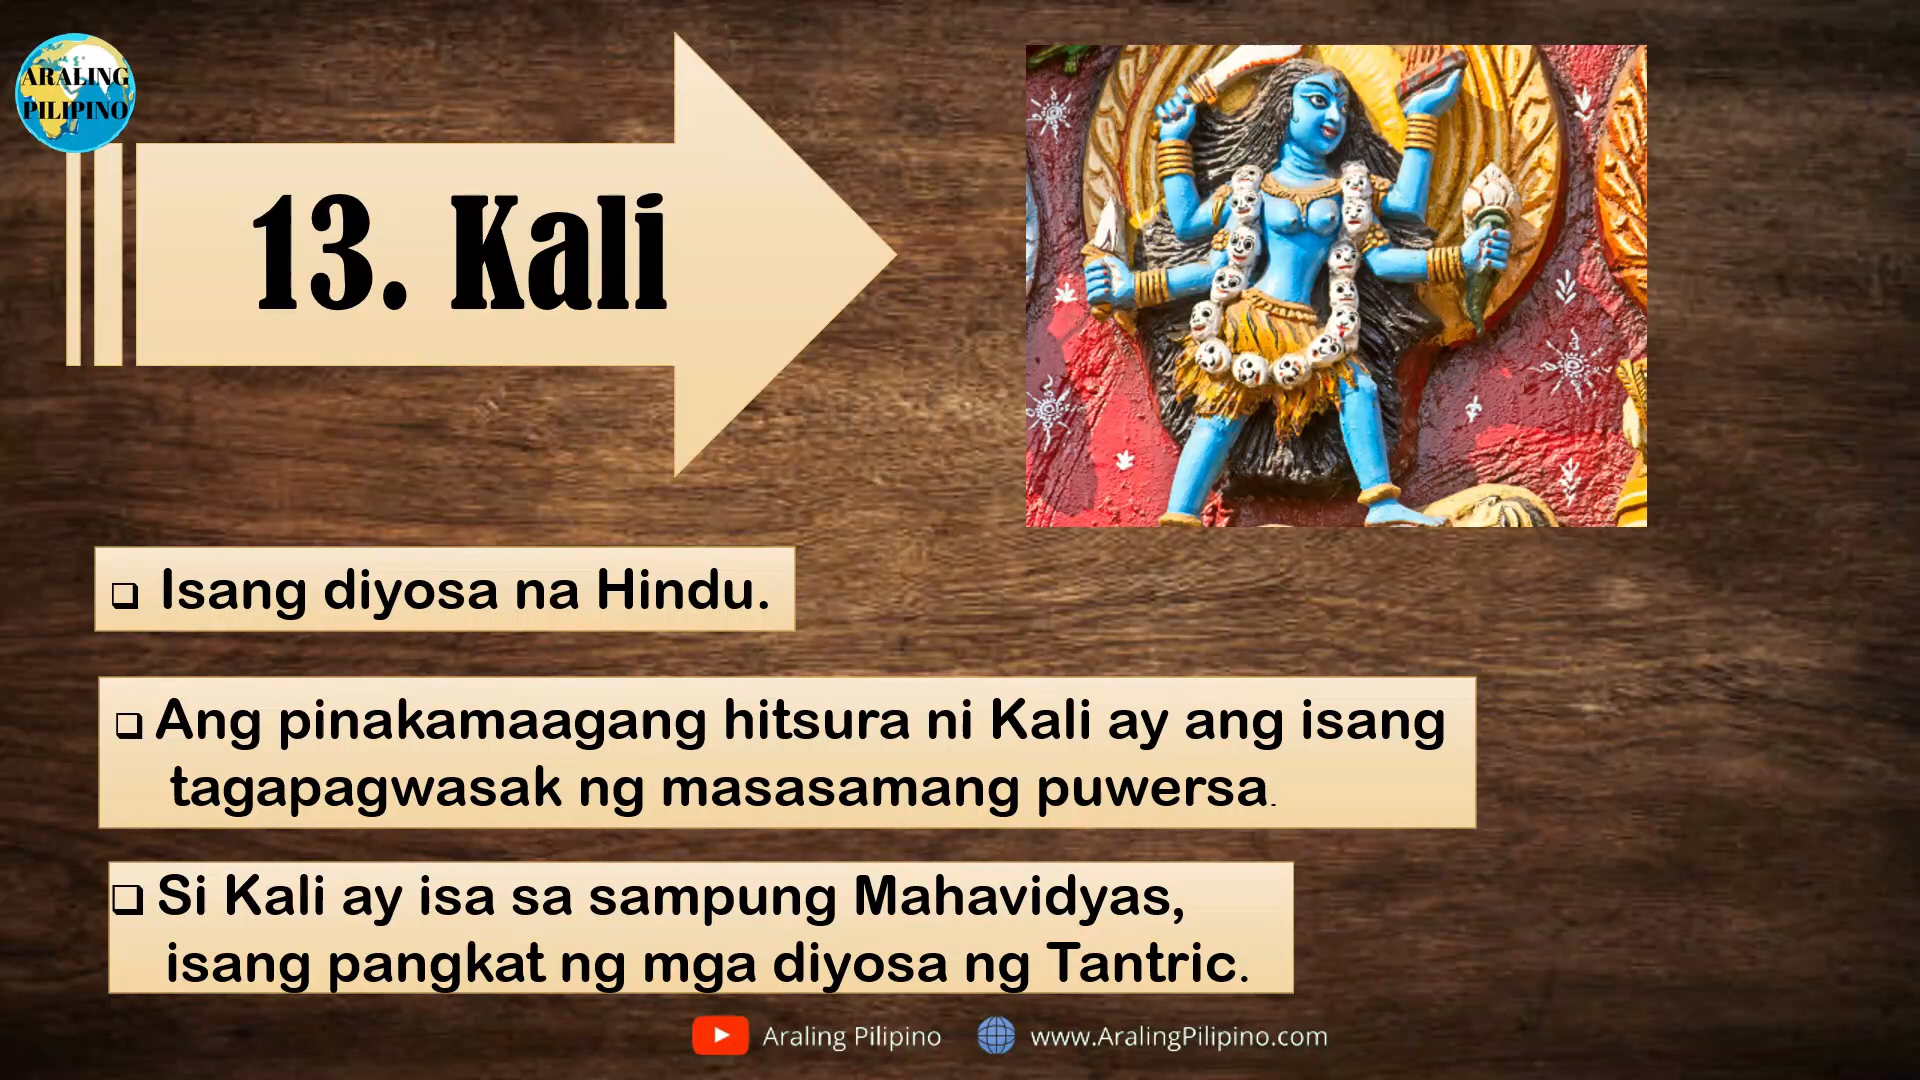 ARALING
PILIPINO
13. Kali
Isang diyosa na Hindu.
Ang pinakamaagang hitsura ni Kali ay ang isang
tagapagwasak ng masasamang puwersa.
Si Kali ay isa sa sampung Mahavidyas,
isang pangkat ng mga diyosa ng Tantric.
Araling Pilipino www.AralingPilipino.com